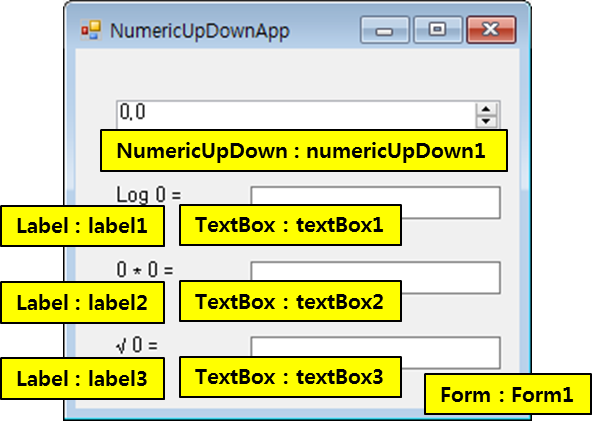 NumericUpDownApp
0.0
NumericUpDown : numericUpDown1
Log 0 =
Label : label1
TextBox : textBox1
0 * 0 =
Label : label2
TextBox : textBox2
√ 0 =
Label : label3
TextBox : textBox3
Form : Form1